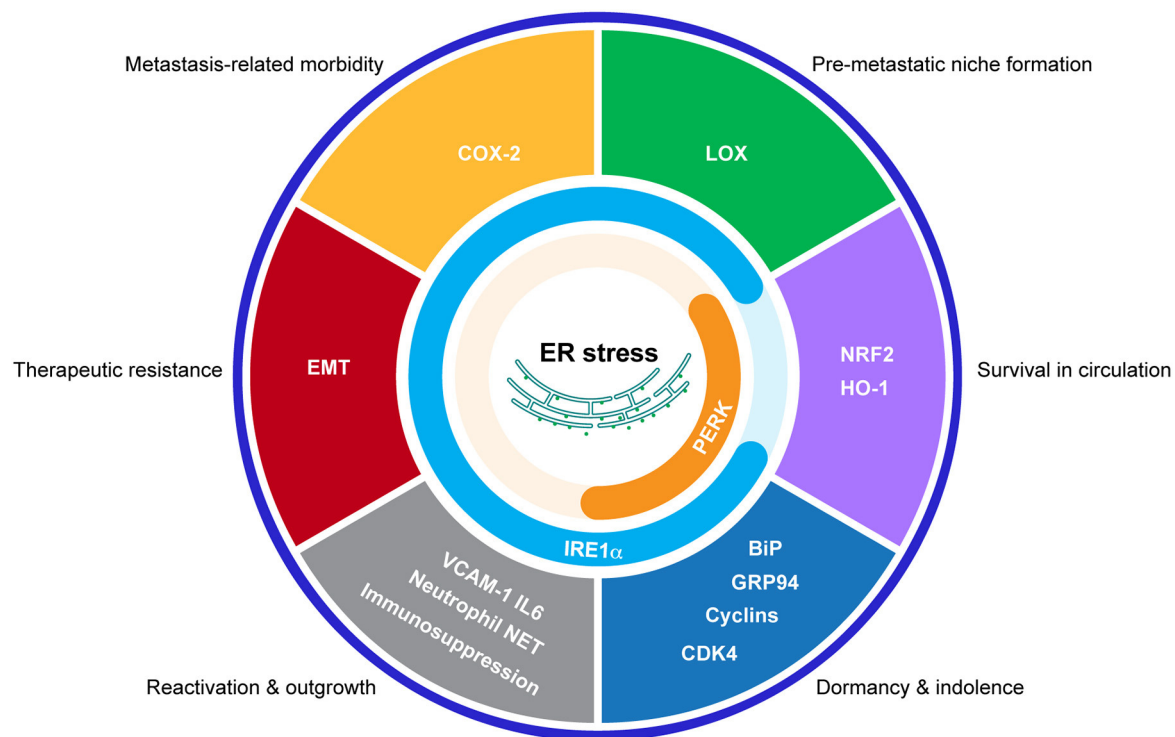 Metastasis-related morbidity
Pre-metastatic niche formation
COX-2
LOX
ER stress
Therapeutic resistance
EMT
NRF2
HO-1
Survival in circulation
PERK
IRE1α
BiP
GRP94
Cyclins
CDK4
VCAM-1 IL6
Neutrophil NET
Immunosuppression
Reactivation & outgrowth
Dormancy & indolence